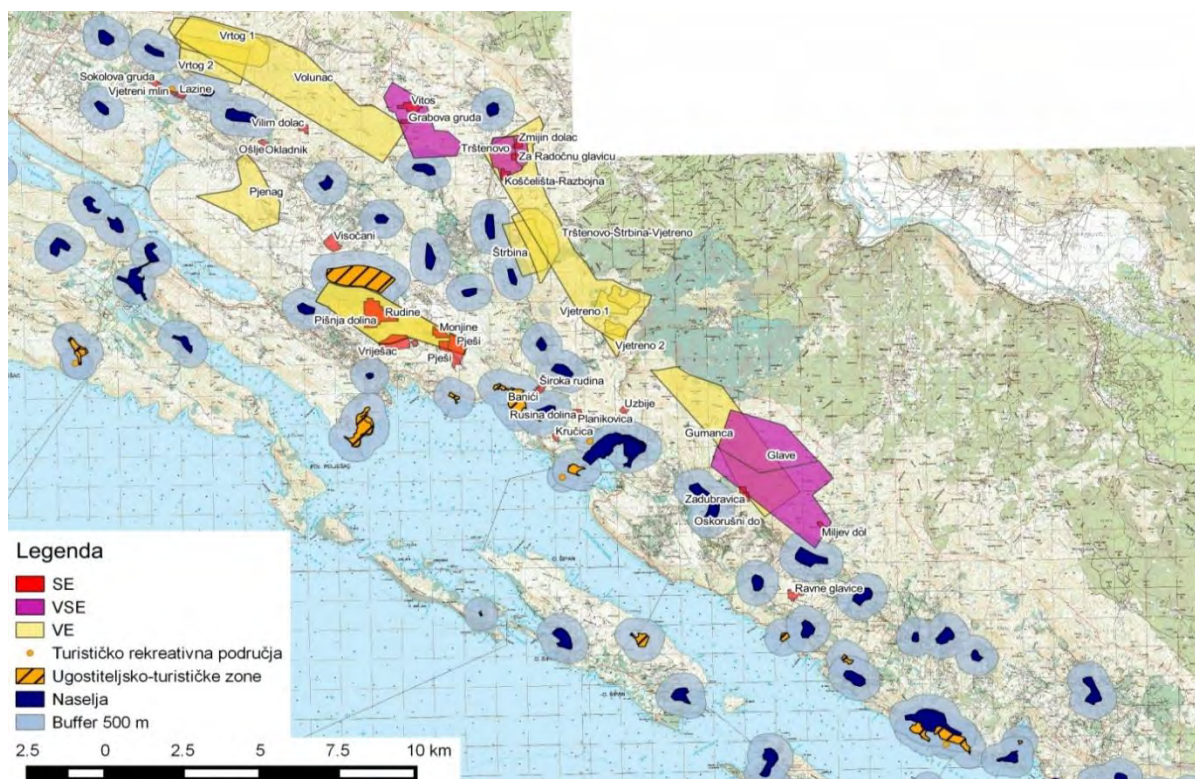 Vrtog 1
Vrtog 2
Volunac
Sokolova gruda
Vjetreni mlin
Lazine
Vitos
Grabova gruda
Vilim dolac
Zmijin dolac
Trštenovo
Ošlje
Okladnik
Za Radočnu glavicu
Koščelišta-Razbojna
Pjenag
Visočani
Trštenovo-Štrbina-Vjetreno
Štrbina
Rudine
Pišnja dolina
Vjetreno 1
Monjine
Pješi
Vriješac
Pješi
Vjetreno 2
Široka rudina
Banići
Uzbije
Rusina dolina
Planikovica
Kručica
Gumanca
Glave
Zadubravica
Oskorušni do
Miljev dol
Ravne glavice
Legenda
SE
VSE
VE
Turističko rekreativna područja
Ugostiteljsko-turističke zone
Naselja
Buffer 500 m
2.5 0 2.5 5 7.5 10 km